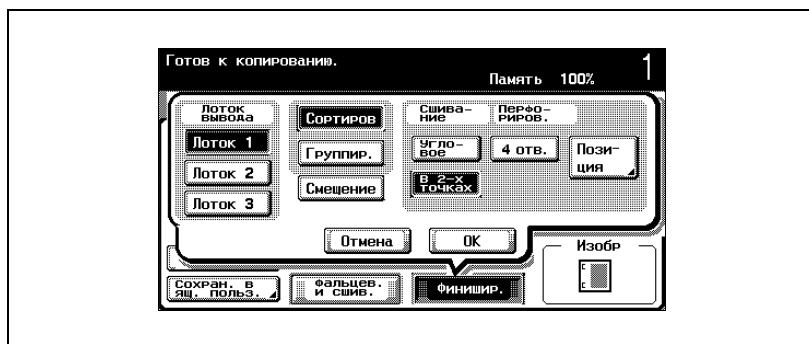 Готов к копированию.
Память 100%
1
Лоток
вывода
Лоток 1
Лоток 2
Лоток 3
Сортиров
Группир.
Смещение
Сшива-
ние
Угло-
вое
В 2-х
точках
Перфо-
риров.
4 отв.
Пози-
ция
Отмена
OK
Изобр
Сохран. в
ящ. польз.
Фальцев.
и сшив.
Финишир.